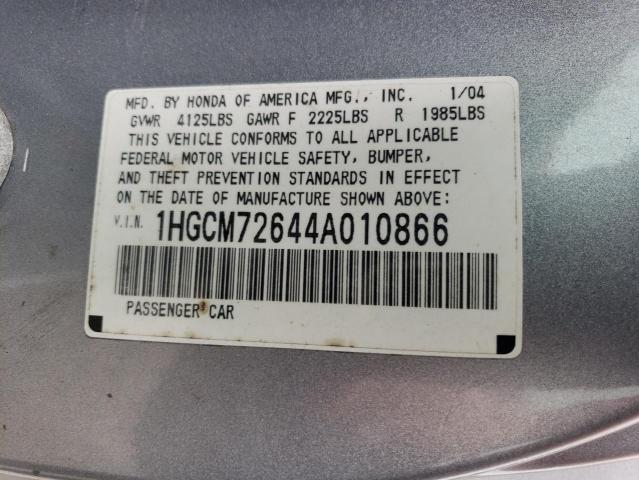 MFD. BY HONDA OF AMERICA MFG., INC. 1/04
GVWR 4125LBS GAWR F 2225LBS R 1985LBS
THIS VEHICLE CONFORMS TO ALL APPLICABLE
FEDERAL MOTOR VEHICLE SAFETY, BUMPER,
AND THEFT PREVENTION STANDARDS IN EFFECT
ON THE DATE OF MANUFACTURE SHOWN ABOVE:
V.I.N. 1HGCM72644A010866
PASSENGER CAR